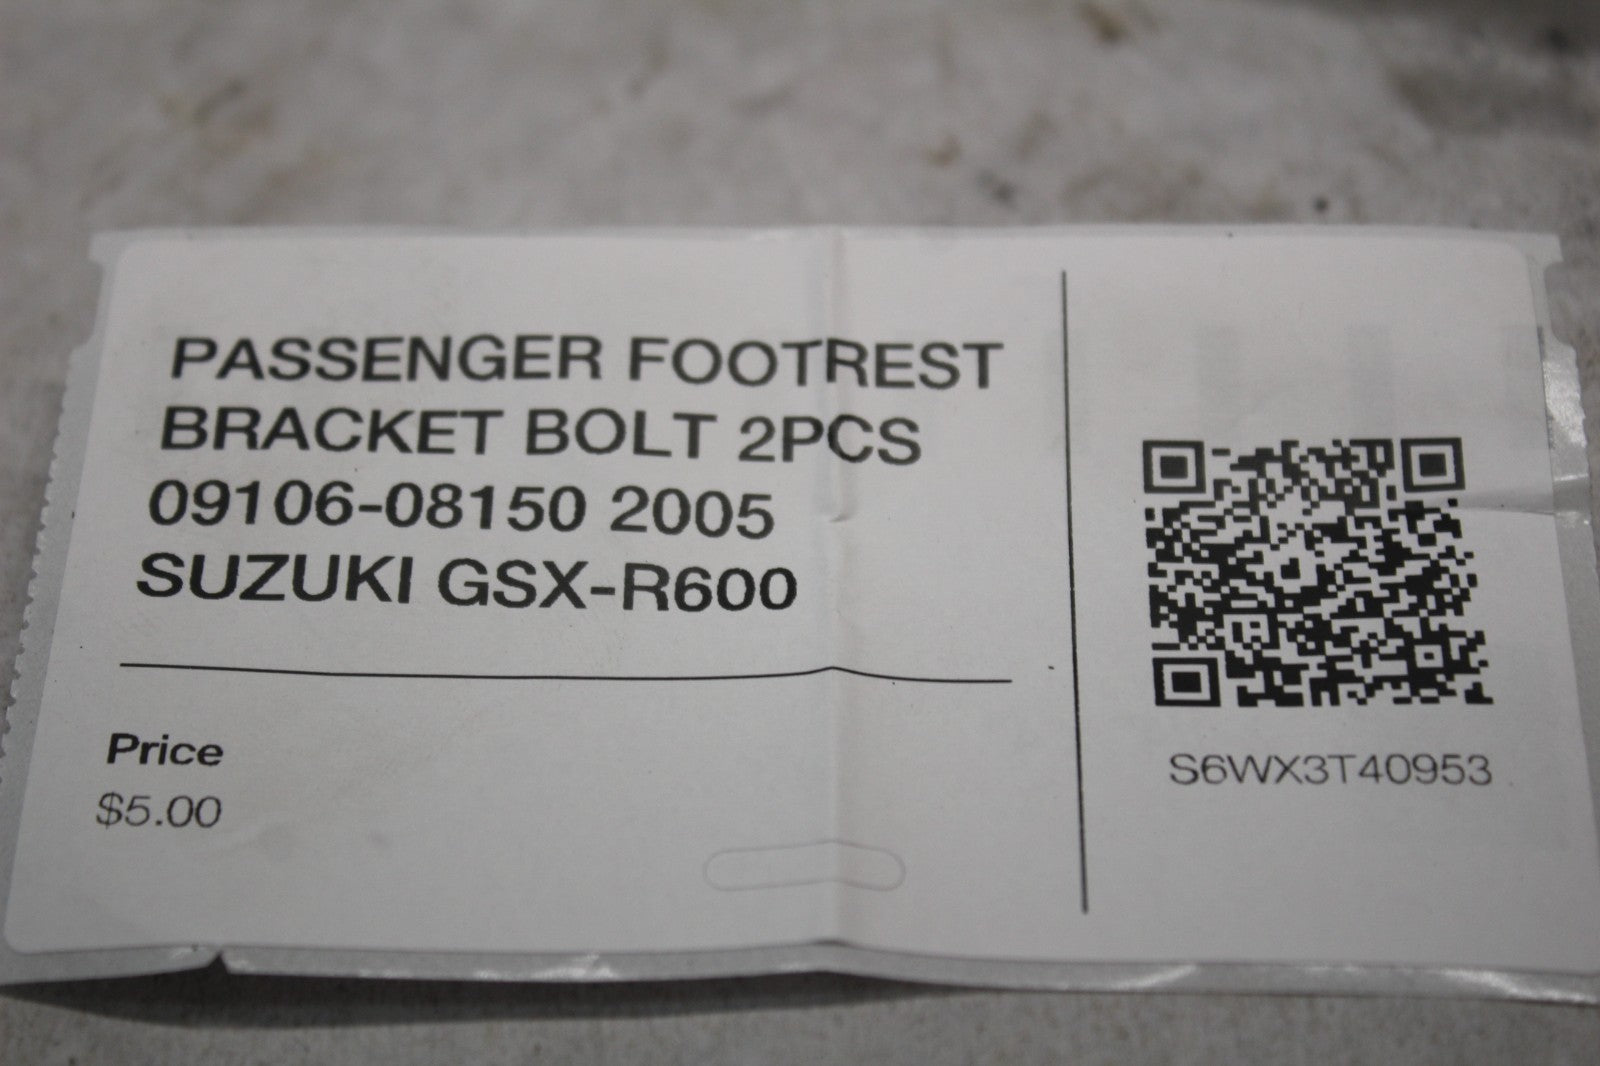 PASSENGER FOOTREST
BRACKET BOLT 2PCS
09106-08150 2005
SUZUKI GSX-R600
Price
$5.00
S6WX3T40953